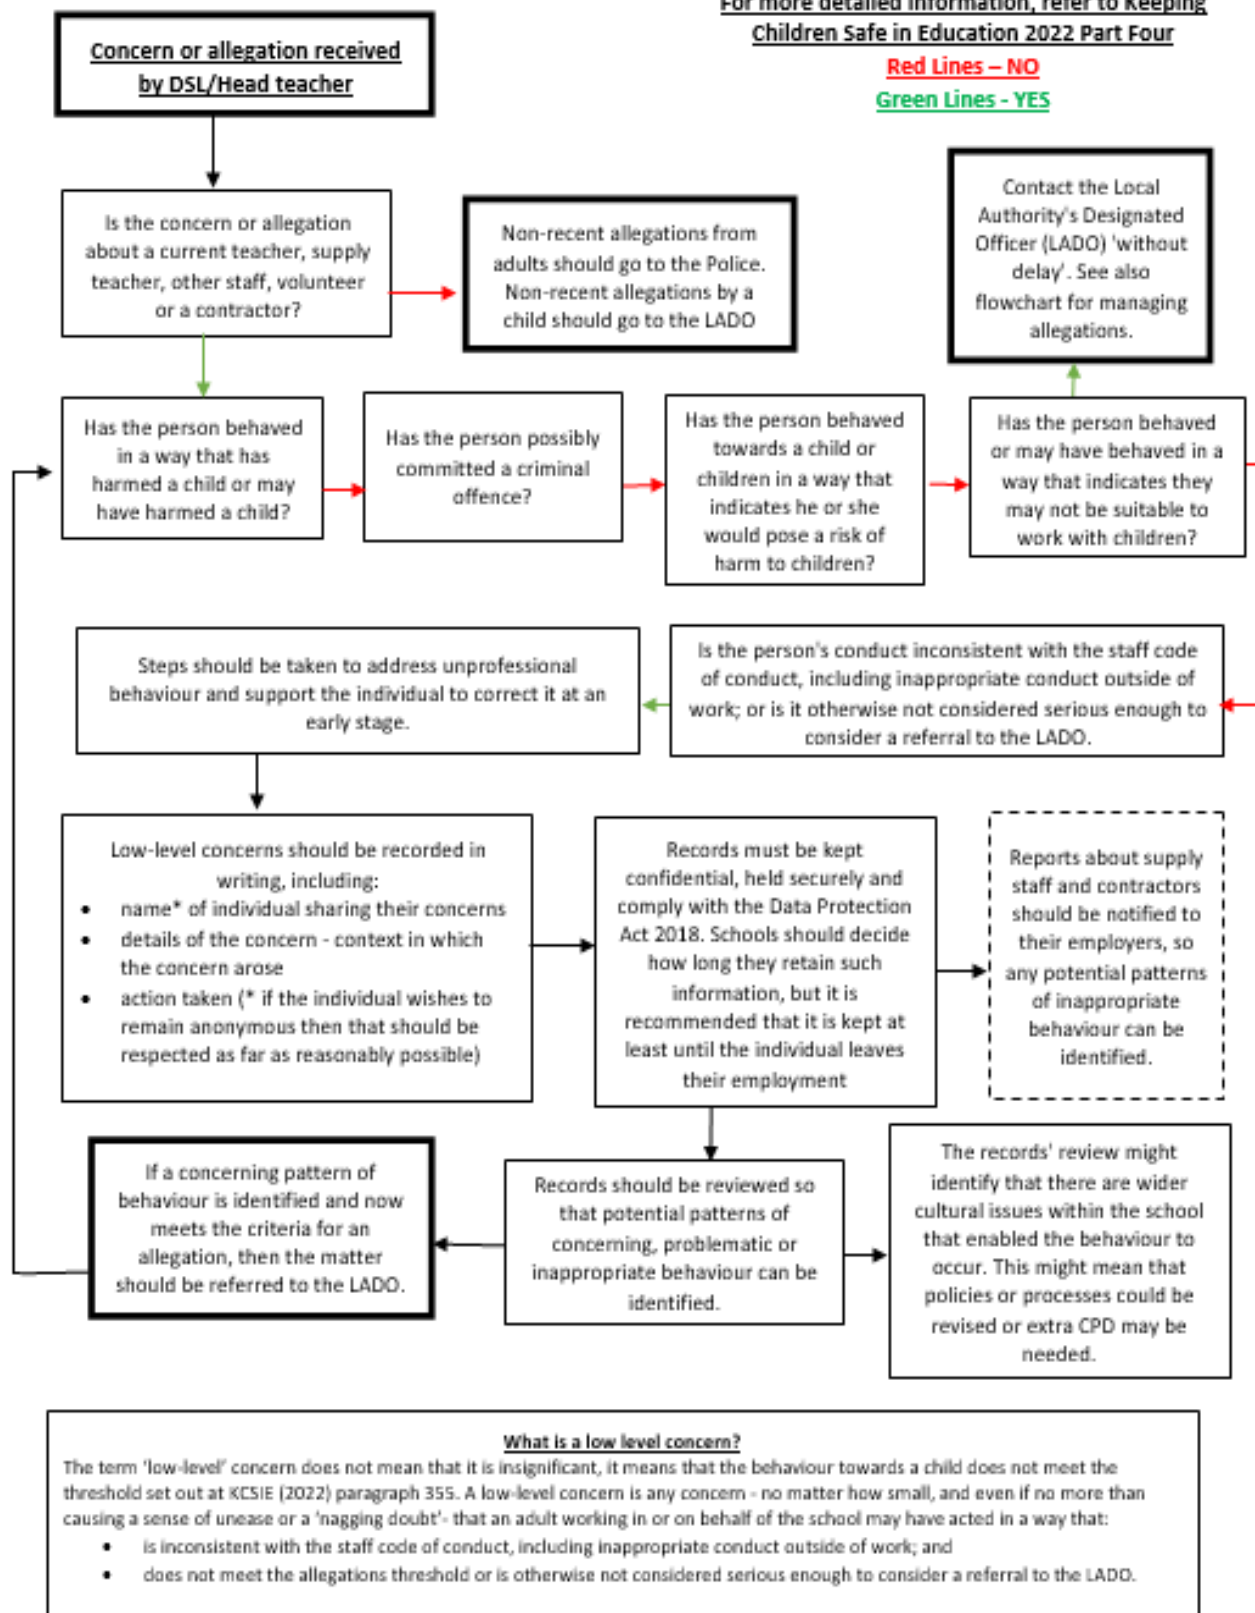 For more detailed information, refer to Keeping
Children Safe in Education 2022 Part Four
Red Lines – NO
Green Lines - YES
Concern or allegation received
by DSL/Head teacher
Is the concern or allegation
about a current teacher, supply
teacher, other staff, volunteer
or a contractor?
Non-recent allegations from
adults should go to the Police.
Non-recent allegations by a
child should go to the LADO
Contact the Local
Authority's Designated
Officer (LADO) 'without
delay'. See also
flowchart for managing
allegations.
Has the person behaved
in a way that has
harmed a child or may
have harmed a child?
Has the person possibly
committed a criminal
offence?
Has the person behaved
towards a child or
children in a way that
indicates he or she
would pose a risk of
harm to children?
Has the person behaved
or may have behaved in a
way that indicates they
may not be suitable to
work with children?
Is the person's conduct inconsistent with the staff code
of conduct, including inappropriate conduct outside of
work; or is it otherwise not considered serious enough to
consider a referral to the LADO.
Steps should be taken to address unprofessional
behaviour and support the individual to correct it at an
early stage.
Low-level concerns should be recorded in
writing, including:
• name* of individual sharing their concerns
• details of the concern - context in which
the concern arose
• action taken (* if the individual wishes to
remain anonymous then that should be
respected as far as reasonably possible)
Records must be kept
confidential, held securely and
comply with the Data Protection
Act 2018. Schools should decide
how long they retain such
information, but it is
recommended that it is kept at
least until the individual leaves
their employment
Reports about supply
staff and contractors
should be notified to
their employers, so
any potential patterns
of inappropriate
behaviour can be
identified.
If a concerning pattern of
behaviour is identified and now
meets the criteria for an
allegation, then the matter
should be referred to the LADO.
Records should be reviewed so
that potential patterns of
concerning, problematic or
inappropriate behaviour can be
identified.
The records' review might
identify that there are wider
cultural issues within the school
that enabled the behaviour to
occur. This might mean that
policies or processes could be
revised or extra CPD may be
needed.
What is a low level concern?
The term 'low-level' concern does not mean that it is insignificant, it means that the behaviour towards a child does not meet the
threshold set out at KCSIE (2022) paragraph 355. A low-level concern is any concern - no matter how small, and even if no more than
causing a sense of unease or a 'nagging doubt'- that an adult working in or on behalf of the school may have acted in a way that:
• is inconsistent with the staff code of conduct, including inappropriate conduct outside of work; and
• does not meet the allegations threshold or is otherwise not considered serious enough to consider a referral to the LADO.